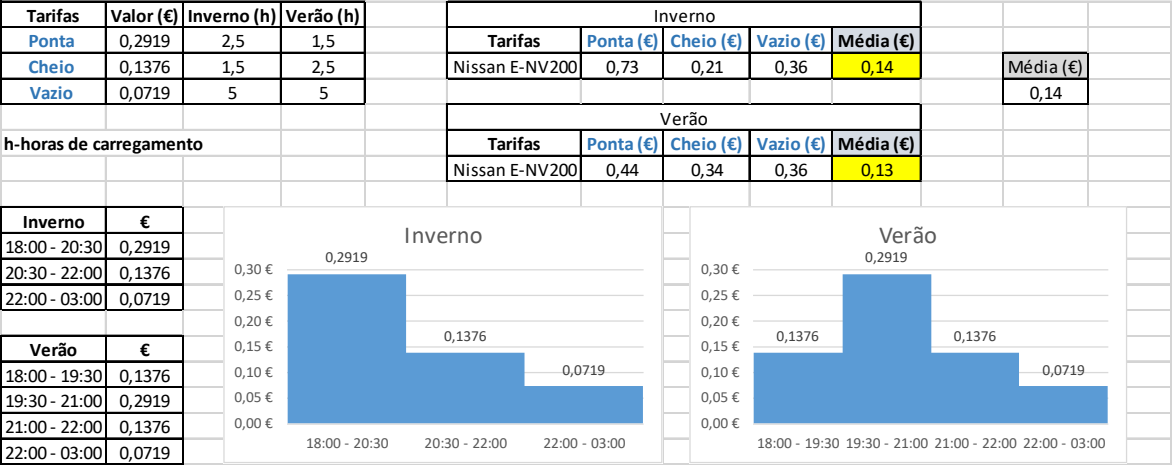 Tarifas Valor (€) Inverno (h) Verão (h)
Ponta 0,2919 2,5 1,5
Cheio 0,1376 1,5 2,5
Vazio 0,0719 5 5
h-horas de carregamento
Inverno
Tarifas Ponta (€) Cheio (€) Vazio (€) Média (€)
Nissan E-NV200 0,73 0,21 0,36 0,14
Verão
Tarifas Ponta (€) Cheio (€) Vazio (€) Média (€)
Nissan E-NV200 0,44 0,34 0,36 0,13
Média (€)
0,14
Inverno €
18:00 - 20:30 0,2919
20:30 - 22:00 0,1376
22:00 - 03:00 0,0719
Verão €
18:00 - 19:30 0,1376
19:30 - 21:00 0,2919
21:00 - 22:00 0,1376
22:00 - 03:00 0,0719
Inverno
0,2919
0,1376
0,0719
0,30 €
0,25 €
0,20 €
0,15 €
0,10 €
0,05 €
0,00 €
18:00 - 20:30 20:30 - 22:00 22:00 - 03:00
Verão
0,2919
0,1376 0,1376
0,0719
0,30 €
0,25 €
0,20 €
0,15 €
0,10 €
0,05 €
0,00 €
18:00 - 19:30 19:30 - 21:00 21:00 - 22:00 22:00 - 03:00